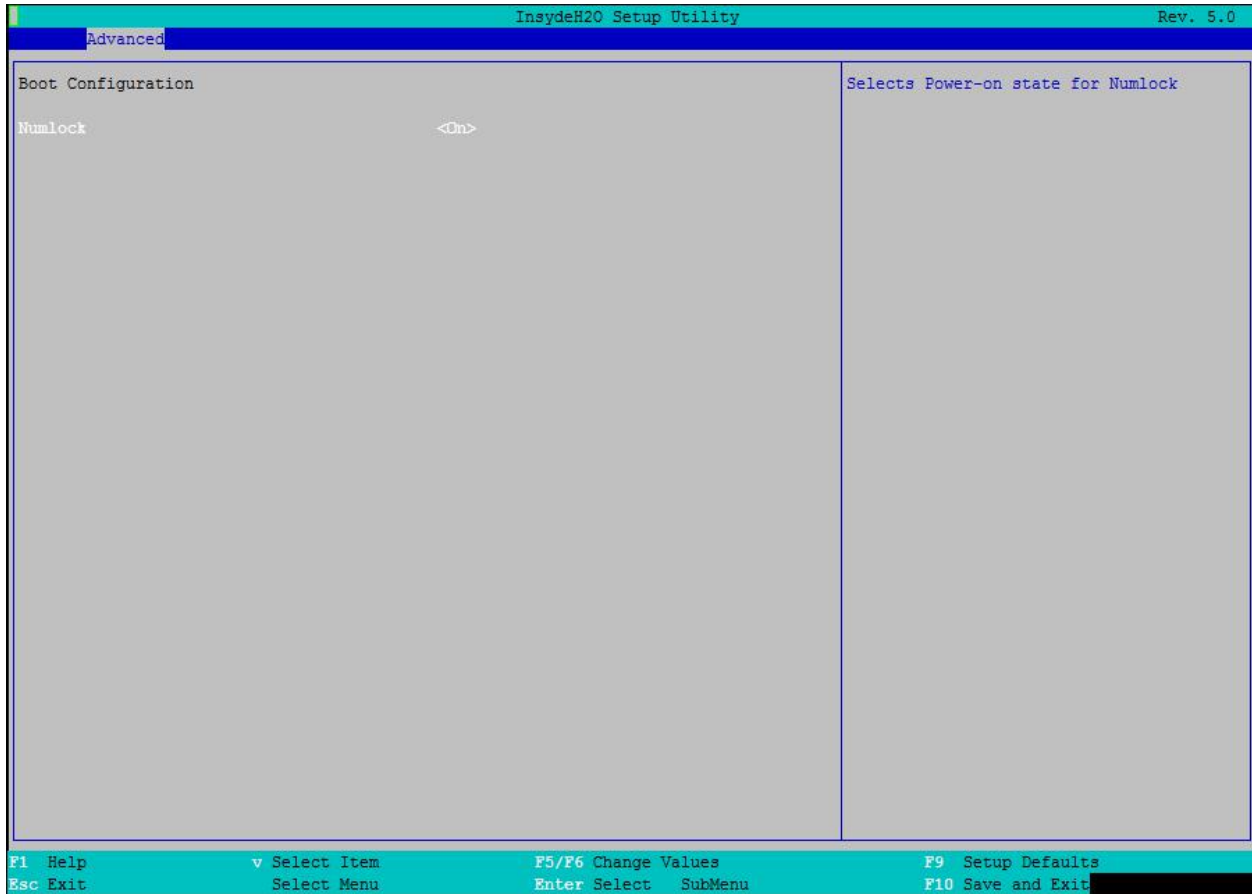 InsydeH20 Setup Utility Rev. 5.0
Advanced
Boot Configuration
Selects Power-on state for Numlock
Numlock <On>
F1 Help v Select Item F5/F6 Change Values F9 Setup Defaults
Esc Exit Select Menu Enter Select SubMenu F10 Save and Exit